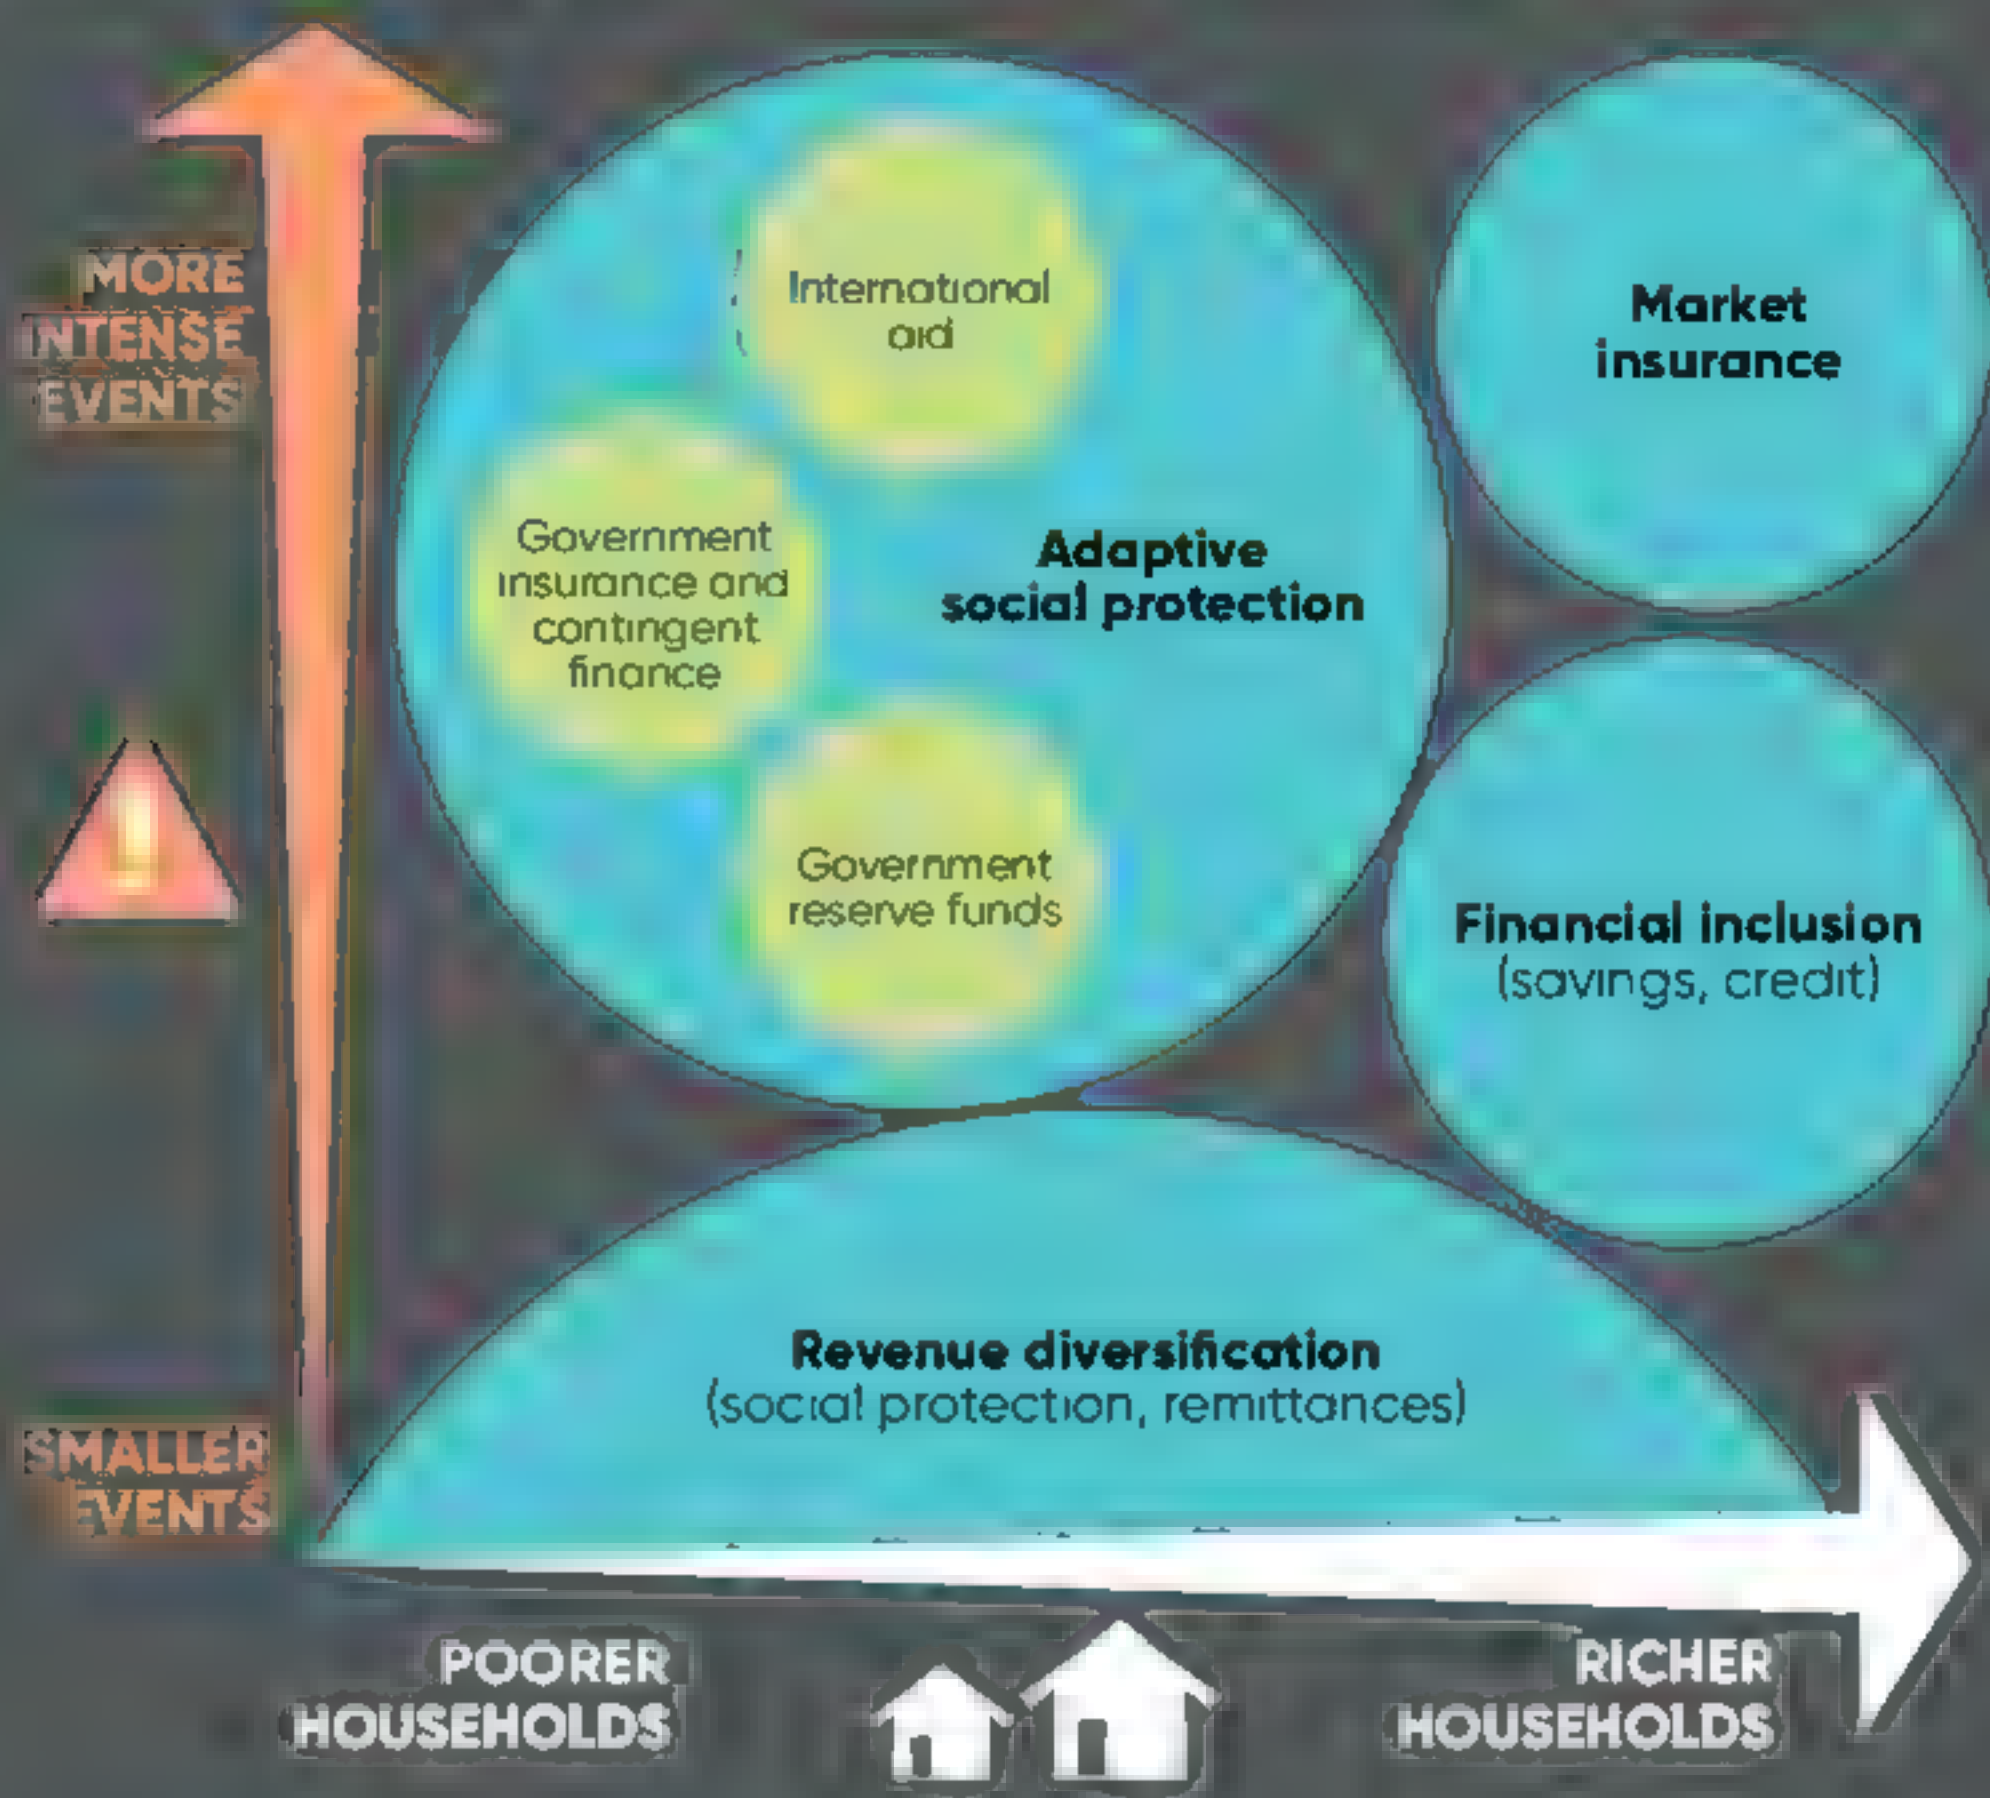 MORE
INTENSE
EVENTS
International
aid
Market
insurance
Government
insurance and
contingent
finance
Adaptive
social protection
Government
reserve funds
Financial inclusion
(savings, credit)
Revenue diversification
(social protection, remittances)
SMALLER
EVENTS
POORER
HOUSEHOLDS
RICHER
HOUSEHOLDS